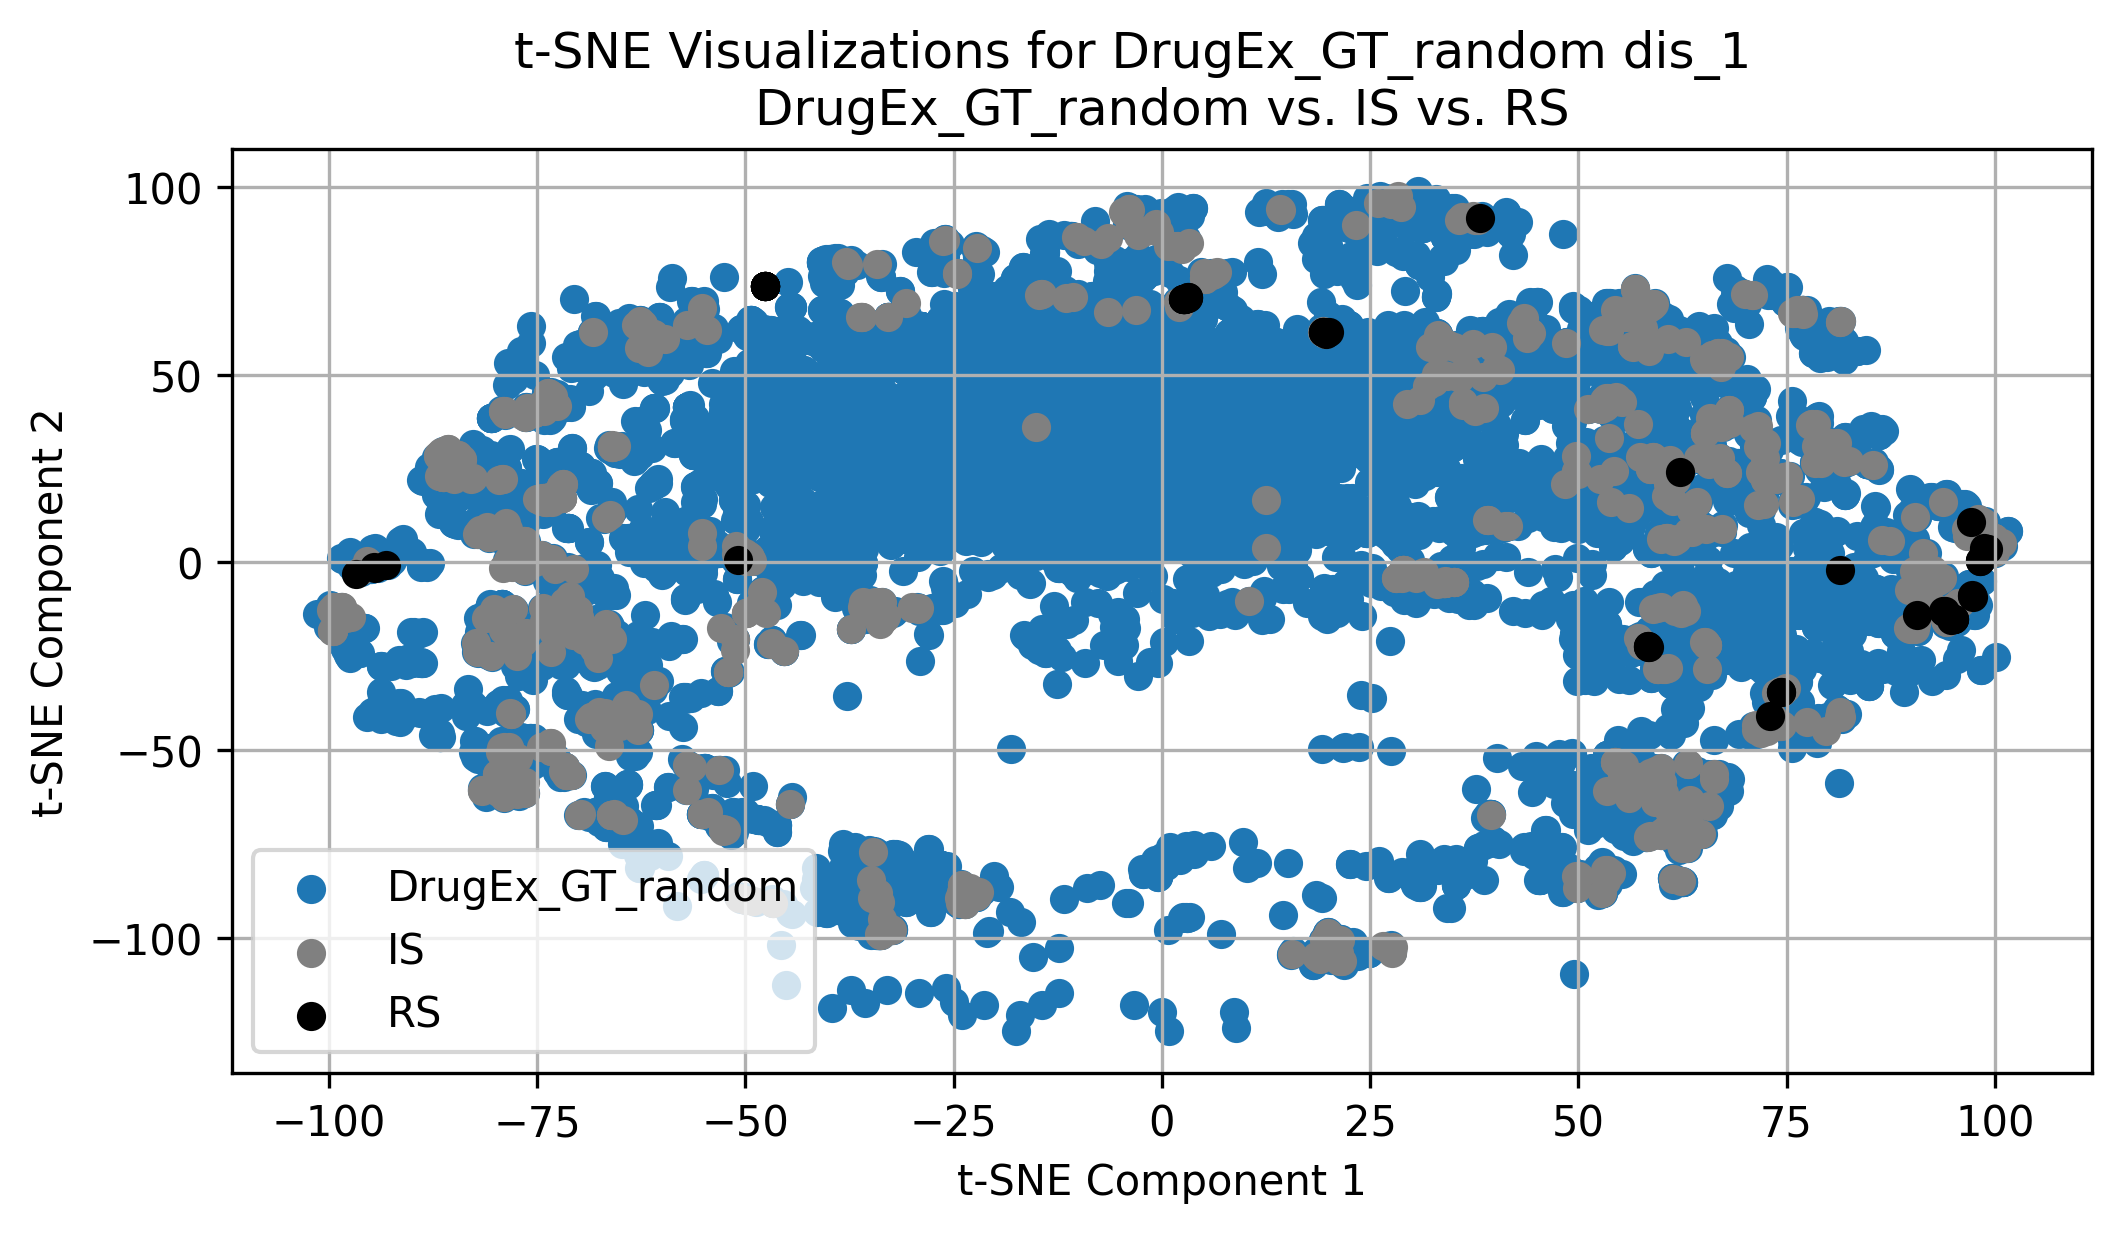 t-SNE Visualizations for DrugEx_GT_random dis_1
DrugEx_GT_random vs. IS vs. RS
t-SNE Component 2
100
50
0
−50
−100
DrugEx_GT_random
IS
RS
−100 −75 −50 −25 0 25 50 75 100
t-SNE Component 1